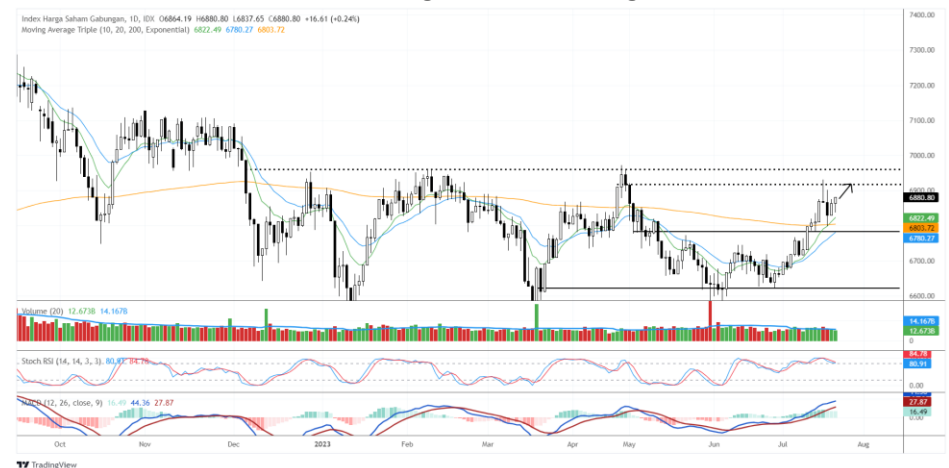 Index Harga Saham Gabungan, 1D, IDX O6864.19 H6880.80 L6837.65 C6880.80 +16.61 (+0.24%)
Moving Average Triple (10, 20, 200, Exponential) 6822.49 6780.27 6803.72
7400.00
7300.00
7200.00
7100.00
7000.00
6900.00
6880.80
6822.49
6803.72
6780.27
6700.00
6600.00
Volume (20) 12.673B 14.167B
14.167B
12.673B
0
Stoch RSI (14, 14, 3, 3) 80.91 84.78
84.78
80.91
0.00
MACD (12, 26, close, 9) 16.49 44.36 27.87
27.87
16.49
0.00
Oct Nov Dec 2023 Feb Mar Apr May Jun Jul Aug
TradingView